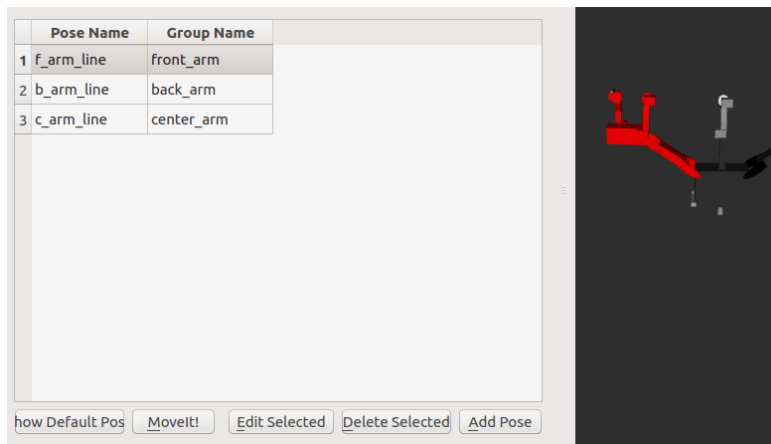 Pose Name Group Name
1 f_arm_line front_arm
2 b_arm_line back_arm
3 c_arm_line center_arm
how Default Pos MoveIt! Edit Selected Delete Selected Add Pose